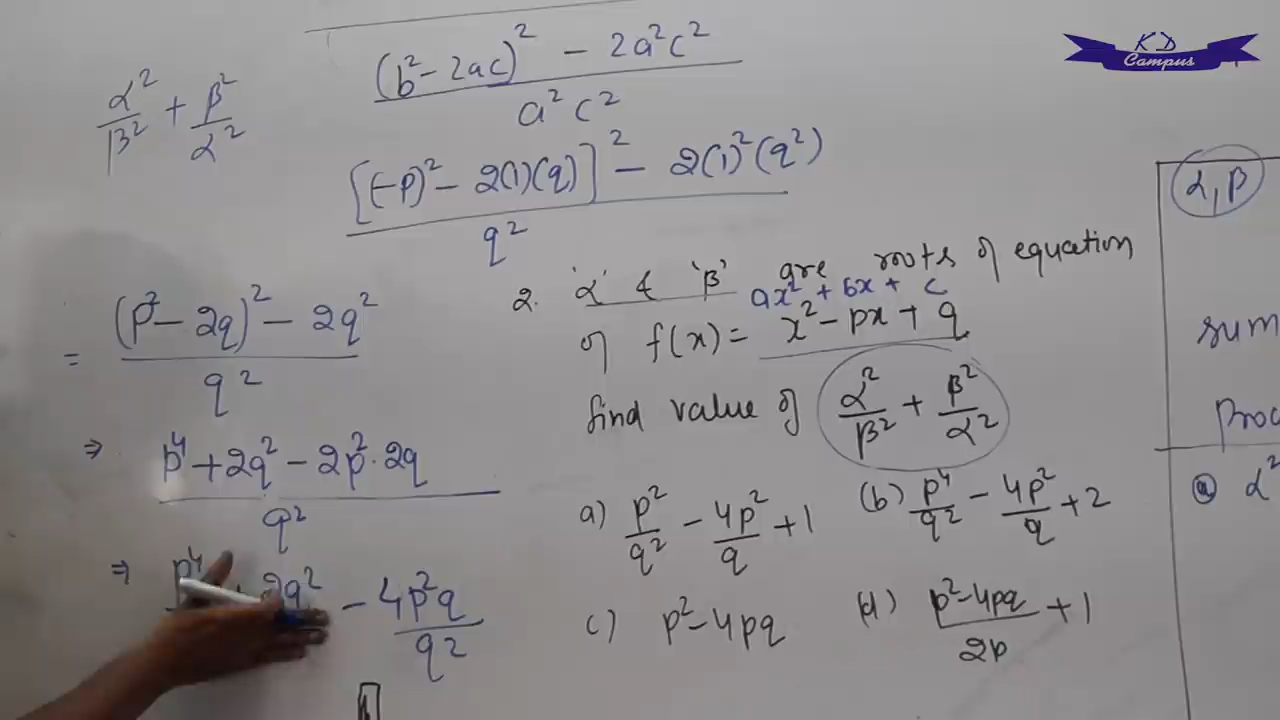 KD
Campus
α²/β² + β²/α²
(b²-2ac)² - 2a²c² / a²c²
[(-p)² - 2(1)(q)]² - 2(1)²(q²) / q²
= (p²-2q)² - 2q² / q²
⇒ p⁴+2q²-2p²·2q / q²
⇒ p⁴ + 2q² - 4p²q / q²
2. 'α' & 'β' are roots of equation
ax² + bx + c
of f(x) = x²-px+q
find value of α²/β² + β²/α²
a) p²/q² - 4p²/q + 1
(b) p⁴/q² - 4p²/q + 2
c) p²-4pq
(d) p²-4pq / 2p + 1
α, β
sum
α²